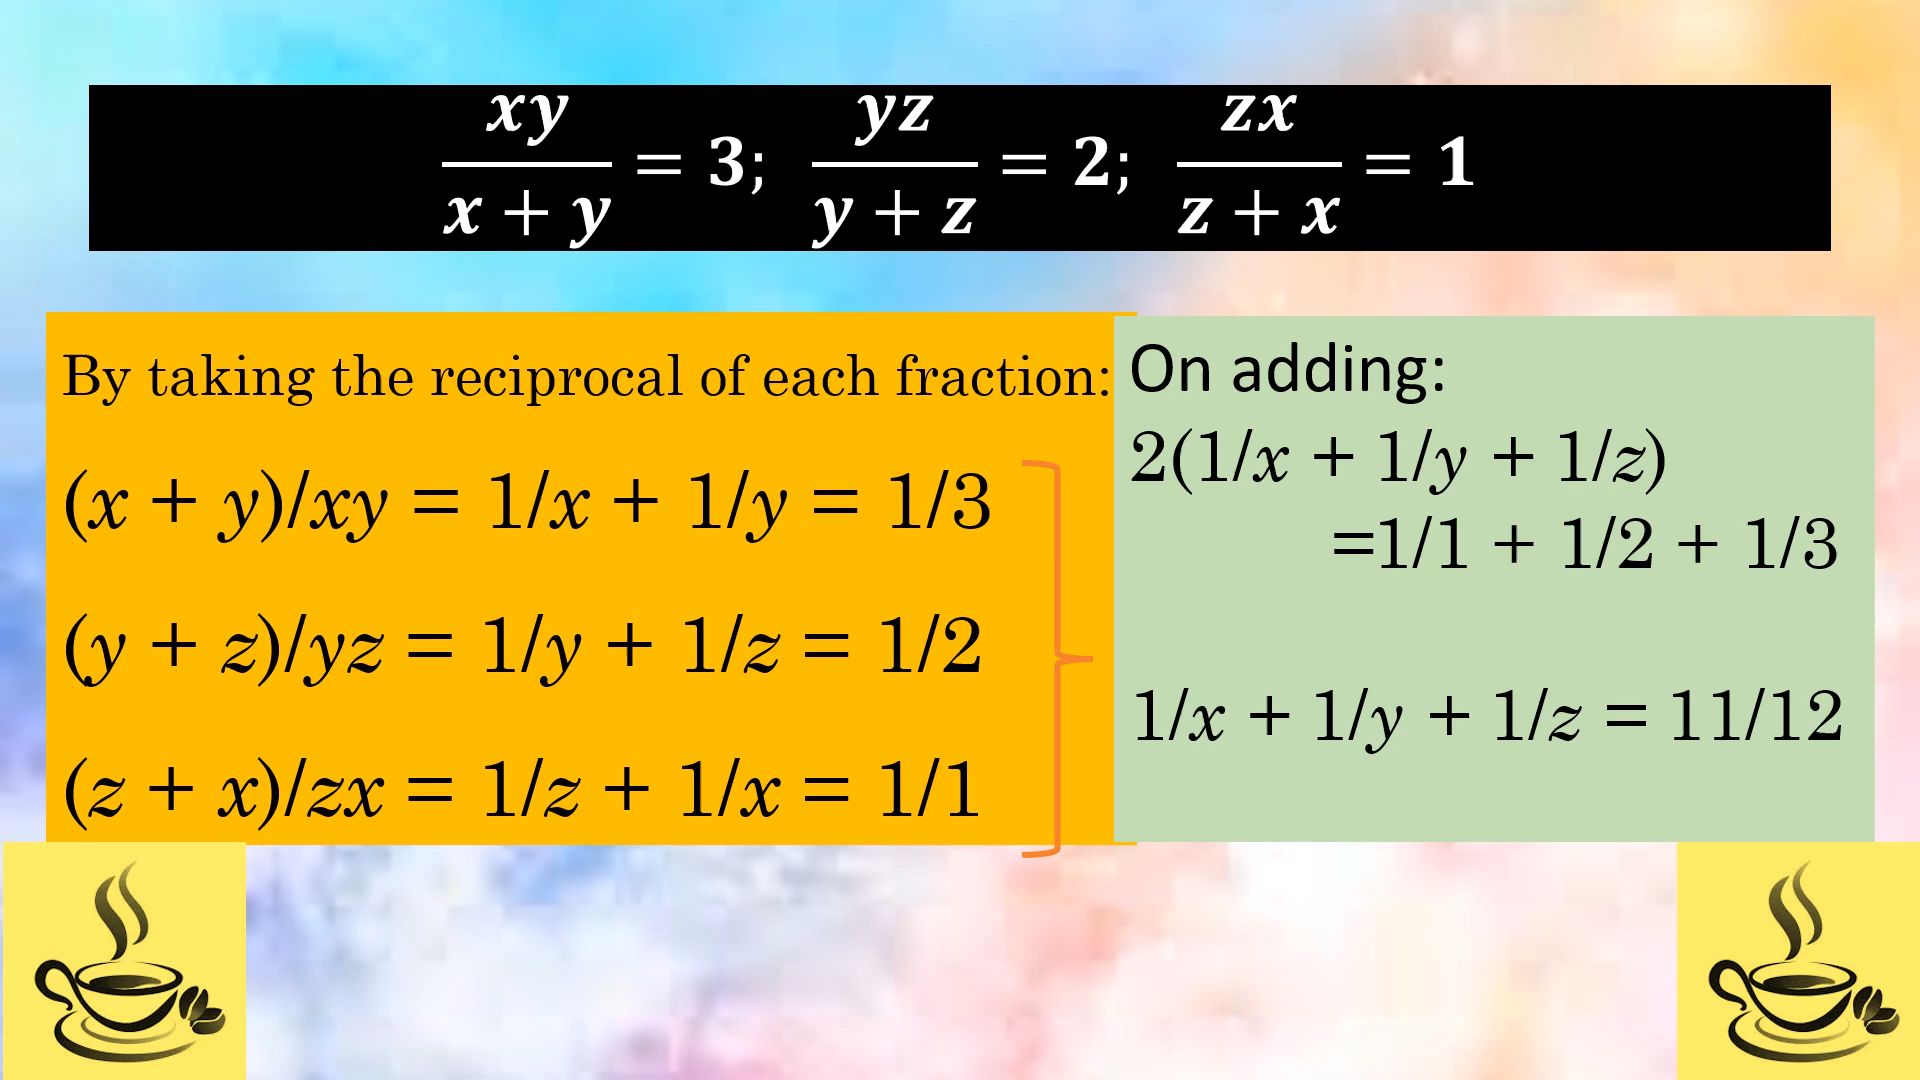 xy/(x + y) = 3; yz/(y + z) = 2; zx/(z + x) = 1
By taking the reciprocal of each fraction:
(x + y)/xy = 1/x + 1/y = 1/3
(y + z)/yz = 1/y + 1/z = 1/2
(z + x)/zx = 1/z + 1/x = 1/1
On adding:
2(1/x + 1/y + 1/z)
=1/1 + 1/2 + 1/3
1/x + 1/y + 1/z = 11/12